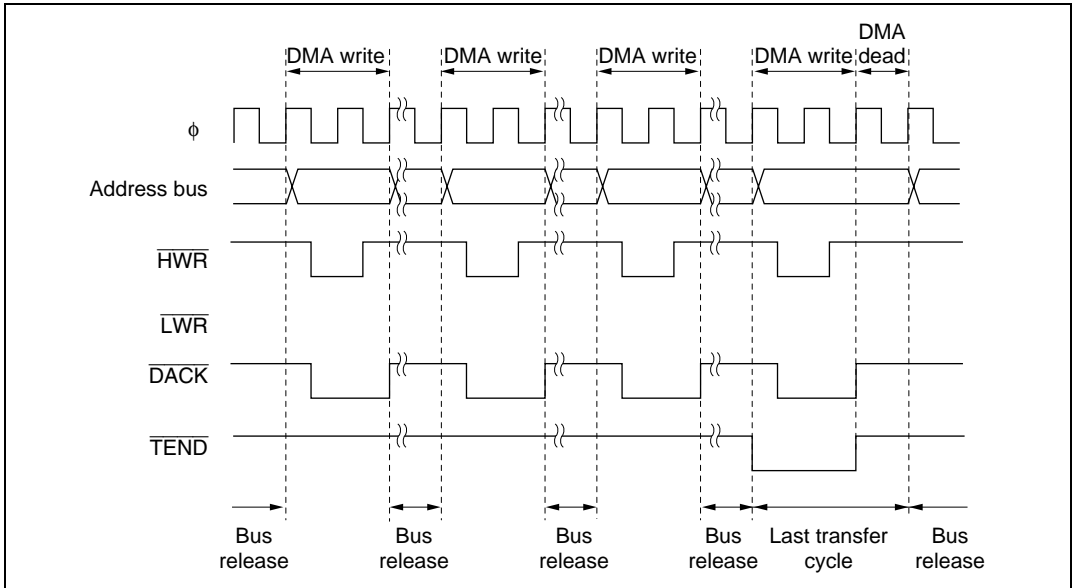 DMA
DMA write DMA write DMA write DMA write dead
ϕ
Address bus
HWR
LWR
DACK
TEND
Bus Bus Bus Bus Last transfer Bus
release release release release cycle release